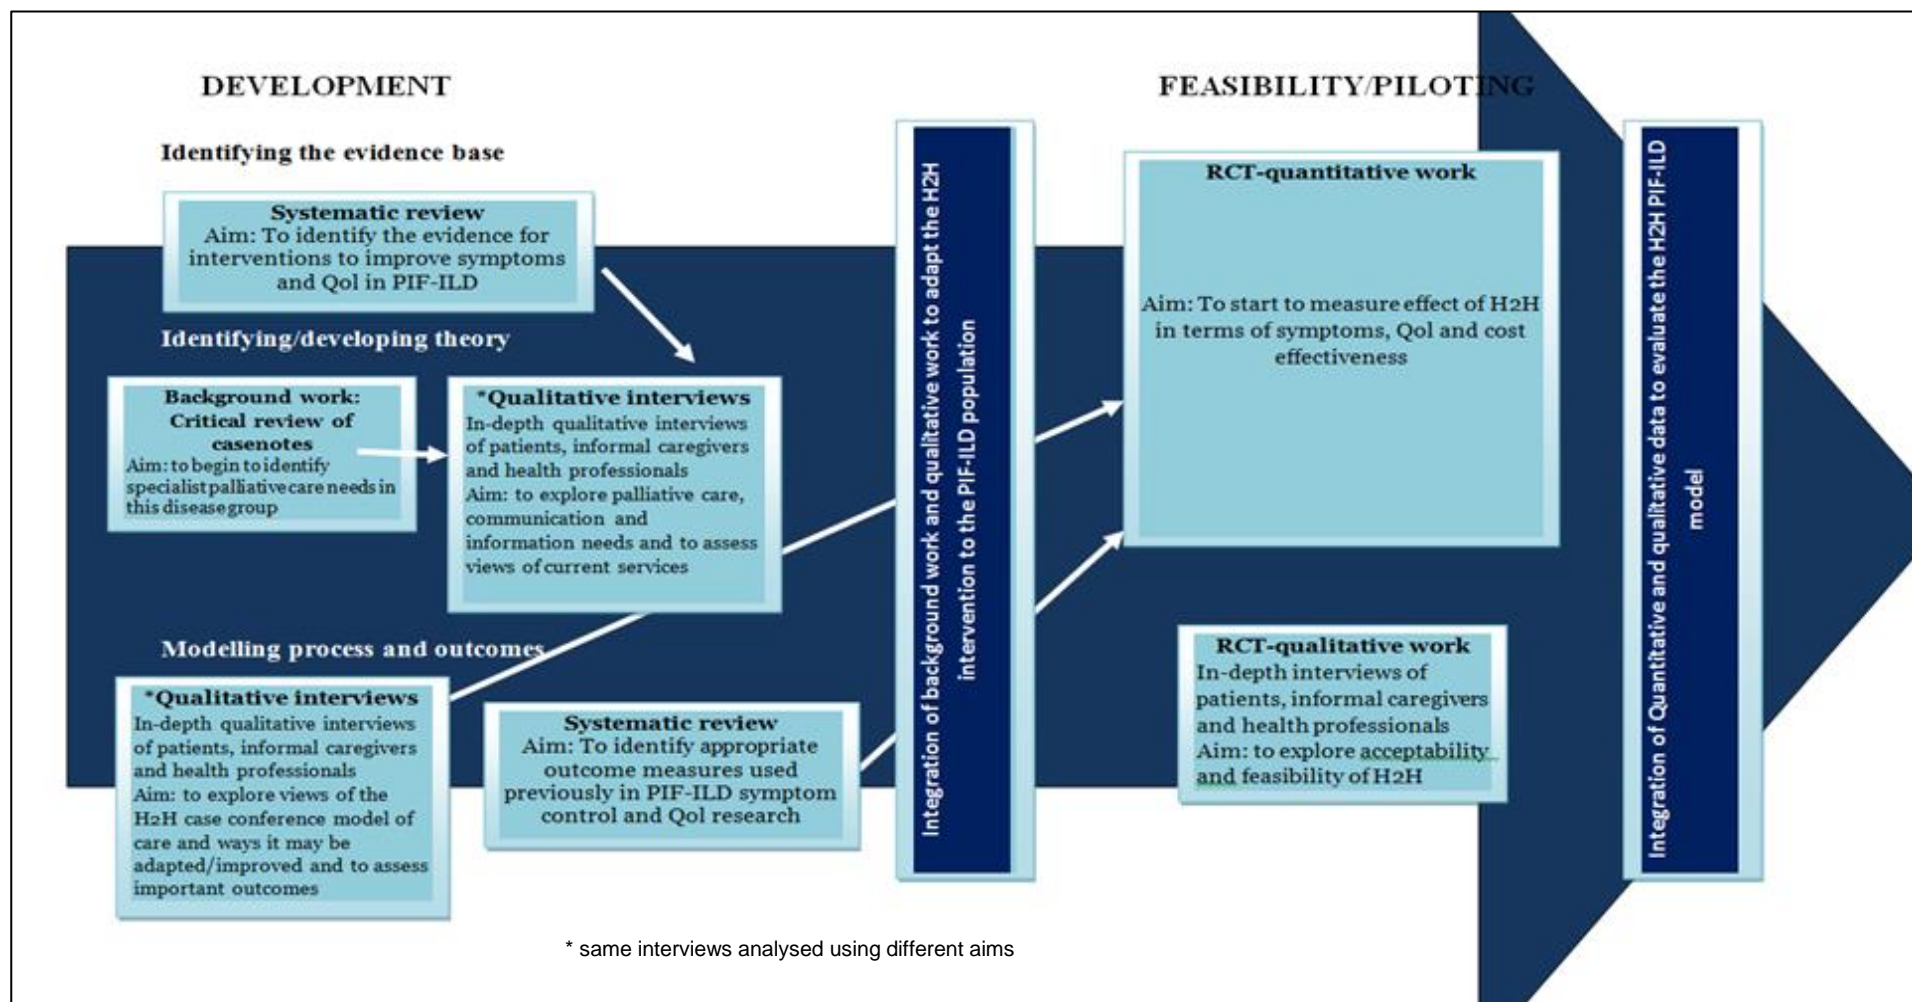 DEVELOPMENT
Identifying the evidence base
Systematic review
Aim: To identify the evidence for
interventions to improve symptoms
and Qol in PIF-ILD
Identifying/developing theory
Background work:
Critical review of
casenotes
Aim: to begin to identify
specialist palliative care needs in
this disease group
*Qualitative interviews
In-depth qualitative interviews
of patients, informal caregivers
and health professionals
Aim: to explore palliative care,
communication and
information needs and to assess
views of current services
Modelling process and outcomes
*Qualitative interviews
In-depth qualitative interviews
of patients, informal caregivers
and health professionals
Aim: to explore views of the
H2H case conference model of
care and ways it may be
adapted/improved and to assess
important outcomes
Systematic review
Aim: To identify appropriate
outcome measures used
previously in PIF-ILD symptom
control and Qol research
Integration of background work and qualitative work to adapt the H2H
intervention to the PIF-ILD population
FEASIBILITY/PILOTING
RCT-quantitative work
Aim: To start to measure effect of H2H
in terms of symptoms, Qol and cost
effectiveness
RCT-qualitative work
In-depth interviews of
patients, informal caregivers
and health professionals
Aim: to explore acceptability
and feasibility of H2H
Integration of Quantitative and qualitative data to evaluate the H2H PIF-ILD
model
* same interviews analysed using different aims